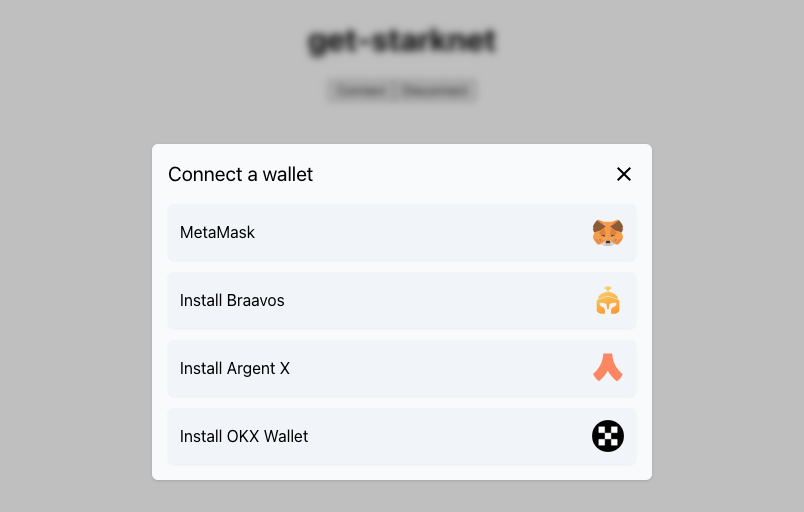 get-starknet
Connect Disconnect
Connect a wallet
MetaMask
Install Braavos
Install Argent X
Install OKX Wallet